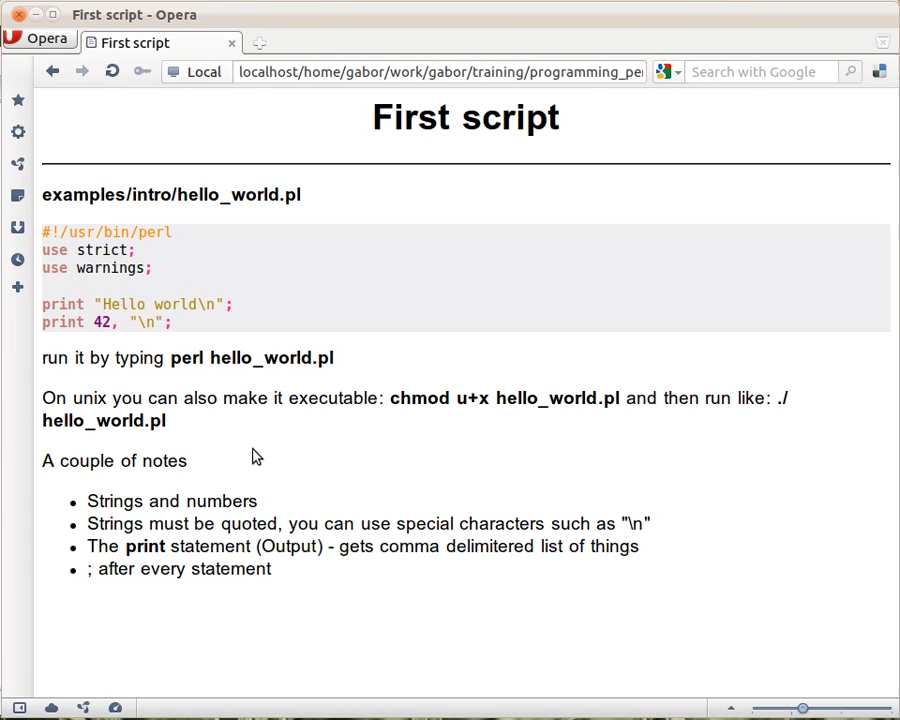 First script - Opera
Opera
First script
Local
localhost/home/gabor/work/gabor/training/programming_per
Search with Google
First script
examples/intro/hello_world.pl
#!/usr/bin/perl
use strict;
use warnings;
print "Hello world\n";
print 42, "\n";
run it by typing perl hello_world.pl
On unix you can also make it executable: chmod u+x hello_world.pl and then run like: ./
hello_world.pl
A couple of notes
• Strings and numbers
• Strings must be quoted, you can use special characters such as "\n"
• The print statement (Output) - gets comma delimitered list of things
• ; after every statement